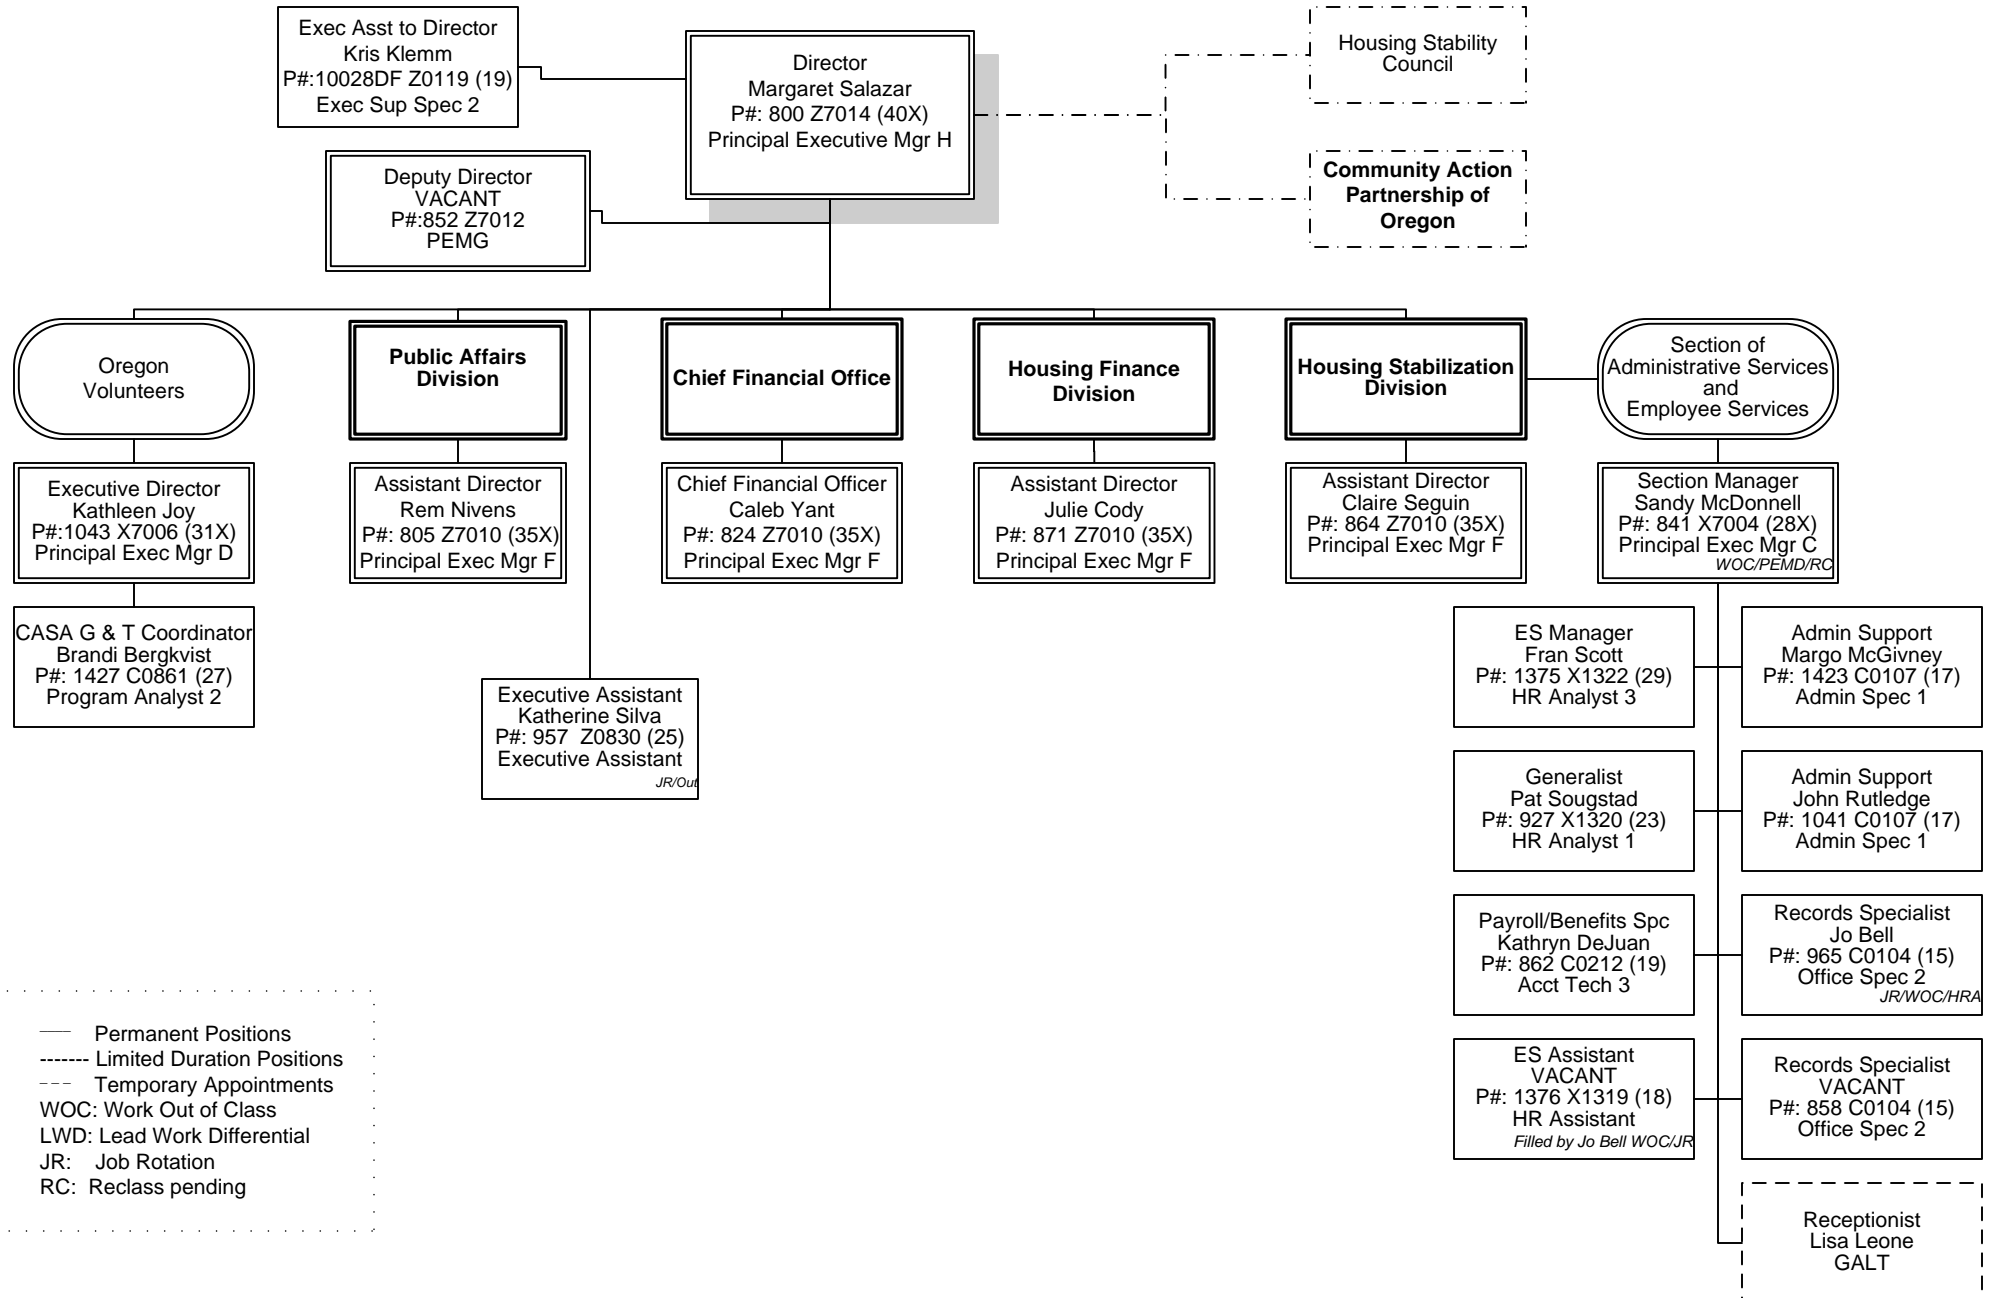 Exec Asst to Director
Kris Klemm
P#:10028DF Z0119 (19)
Exec Sup Spec 2
Director
Margaret Salazar
P#: 800 Z7014 (40X)
Principal Executive Mgr H
Housing Stability
Council
Deputy Director
VACANT
P#:852 Z7012
PEMG
Community Action
Partnership of
Oregon
Oregon
Volunteers
Public Affairs
Division
Chief Financial Office
Housing Finance
Division
Housing Stabilization
Division
Section of
Administrative Services
and
Employee Services
Executive Director
Kathleen Joy
P#:1043 X7006 (31X)
Principal Exec Mgr D
Assistant Director
Rem Nivens
P#: 805 Z7010 (35X)
Principal Exec Mgr F
Chief Financial Officer
Caleb Yant
P#: 824 Z7010 (35X)
Principal Exec Mgr F
Assistant Director
Julie Cody
P#: 871 Z7010 (35X)
Principal Exec Mgr F
Assistant Director
Claire Seguin
P#: 864 Z7010 (35X)
Principal Exec Mgr F
Section Manager
Sandy McDonnell
P#: 841 X7004 (28X)
Principal Exec Mgr C
WOC/PEMD/RC
CASA G & T Coordinator
Brandi Bergkvist
P#: 1427 C0861 (27)
Program Analyst 2
Executive Assistant
Katherine Silva
P#: 957  Z0830 (25)
Executive Assistant
JR/Out
ES Manager
Fran Scott
P#: 1375 X1322 (29)
HR Analyst 3
Admin Support
Margo McGivney
P#: 1423 C0107 (17)
Admin Spec 1
Generalist
Pat Sougstad
P#: 927 X1320 (23)
HR Analyst 1
Admin Support
John Rutledge
P#: 1041 C0107 (17)
Admin Spec 1
Payroll/Benefits Spc
Kathryn DeJuan
P#: 862 C0212 (19)
Acct Tech 3
Records Specialist
Jo Bell
P#: 965 C0104 (15)
Office Spec 2
JR/WOC/HRA
ES Assistant
VACANT
P#: 1376 X1319 (18)
HR Assistant
Filled by Jo Bell WOC/JR
Records Specialist
VACANT
P#: 858 C0104 (15)
Office Spec 2
Receptionist
Lisa Leone
GALT
Permanent Positions
------- Limited Duration Positions
--- Temporary Appointments
WOC: Work Out of Class
LWD: Lead Work Differential
JR: Job Rotation
RC: Reclass pending